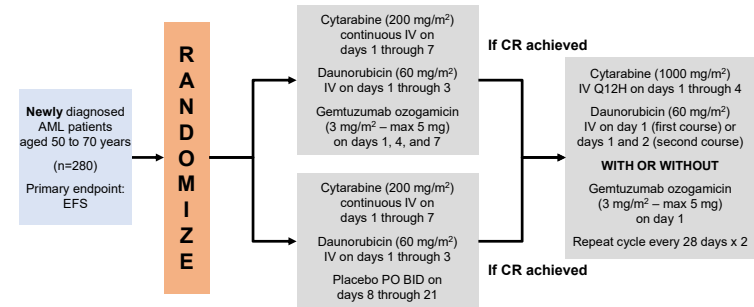 Newly diagnosed
AML patients
aged 50 to 70 years
(n=280)
Primary endpoint:
EFS
R
A
N
D
O
M
I
Z
E
Cytarabine (200 mg/m²)
continuous IV on
days 1 through 7
Daunorubicin (60 mg/m²)
IV on days 1 through 3
Gemtuzumab ozogamicin
(3 mg/m² – max 5 mg)
on days 1, 4, and 7
Cytarabine (200 mg/m²)
continuous IV on
days 1 through 7
Daunorubicin (60 mg/m²)
IV on days 1 through 3
Placebo PO BID on
days 8 through 21
If CR achieved
If CR achieved
Cytarabine (1000 mg/m²)
IV Q12H on days 1 through 4
Daunorubicin (60 mg/m²)
IV on day 1 (first course) or
days 1 and 2 (second course)
WITH OR WITHOUT
Gemtuzumab ozogamicin
(3 mg/m² – max 5 mg)
on day 1
Repeat cycle every 28 days x 2